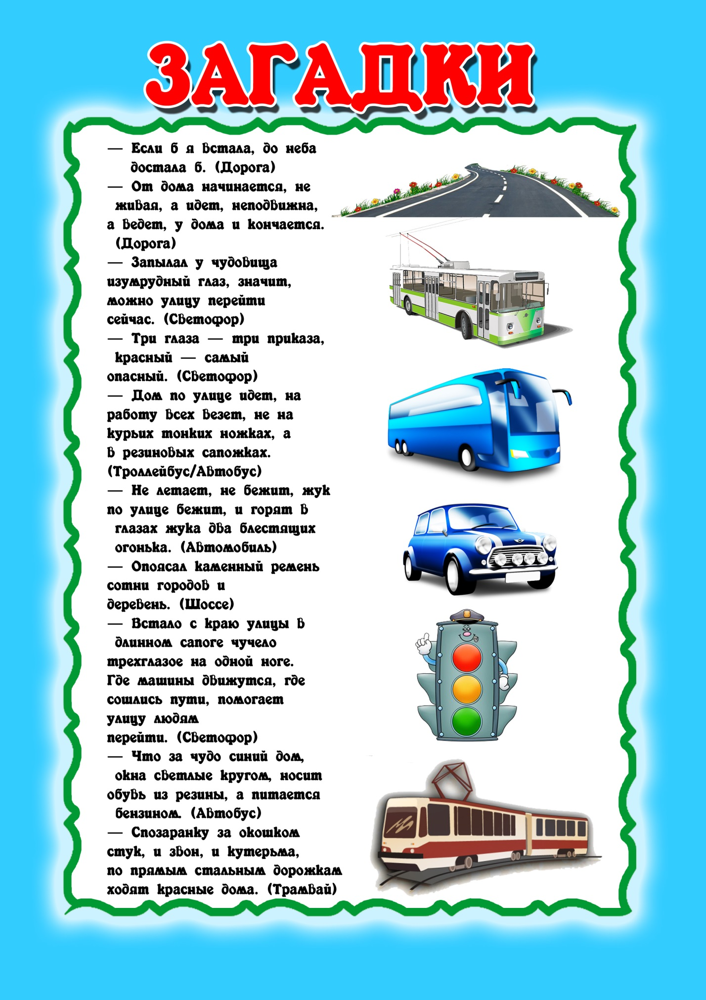 ЗАГАДКИ
— Если б я встала, до неба
достала б. (Дорога)
— От дома начинается, не
живая, а идет, неподвижна,
а ведет, у дома и кончается.
(Дорога)
— Запылал у чудовища
изумрудный глаз, значит,
можно улицу перейти
сейчас. (Светофор)
— Три глаза — три приказа,
красный — самый
опасный. (Светофор)
— Дом по улице идет, на
работу всех везет, не на
курьих тонких ножках, а
в резиновых сапожках.
(Троллейбус/Автобус)
— Не летает, не бежит, жук
по улице бежит, и горят в
глазах жука два блестящих
огонька. (Автомобиль)
— Опоясал каменный ремень
сотни городов и
деревень. (Шоссе)
— Встало с краю улицы в
длинном сапоге чучело
трехглазое на одной ноге.
Где машины движутся, где
сошлись пути, помогает
улицу людям
перейти. (Светофор)
— Что за чудо синий дом,
окна светлые кругом, носит
обувь из резины, а питается
бензином. (Автобус)
— Спозаранку за окошком
стук, и звон, и кутерьма,
по прямым стальным дорожкам
ходят красные дома. (Трамвай)